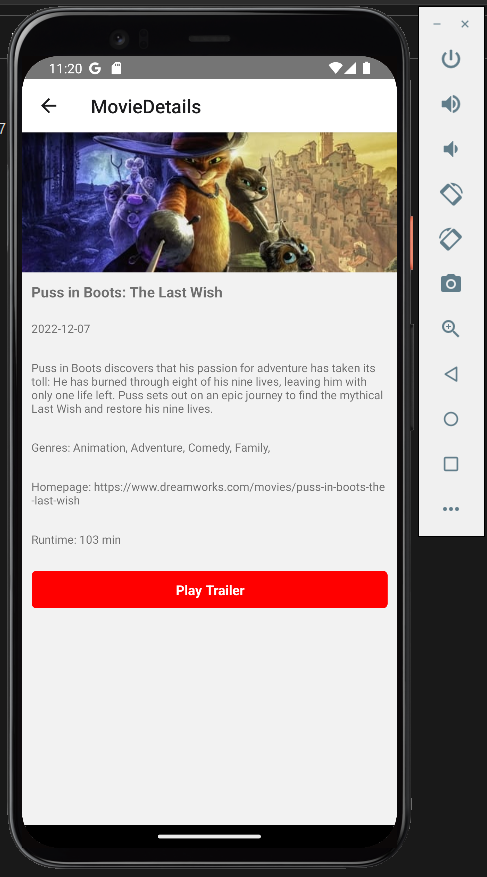 7
11:20 G
MovieDetails
Puss in Boots: The Last Wish
2022-12-07
Puss in Boots discovers that his passion for adventure has taken its
toll: He has burned through eight of his nine lives, leaving him with
only one life left. Puss sets out on an epic journey to find the mythical
Last Wish and restore his nine lives.
Genres: Animation, Adventure, Comedy, Family,
Homepage: https://www.dreamworks.com/movies/puss-in-boots-the
-last-wish
Runtime: 103 min
Play Trailer